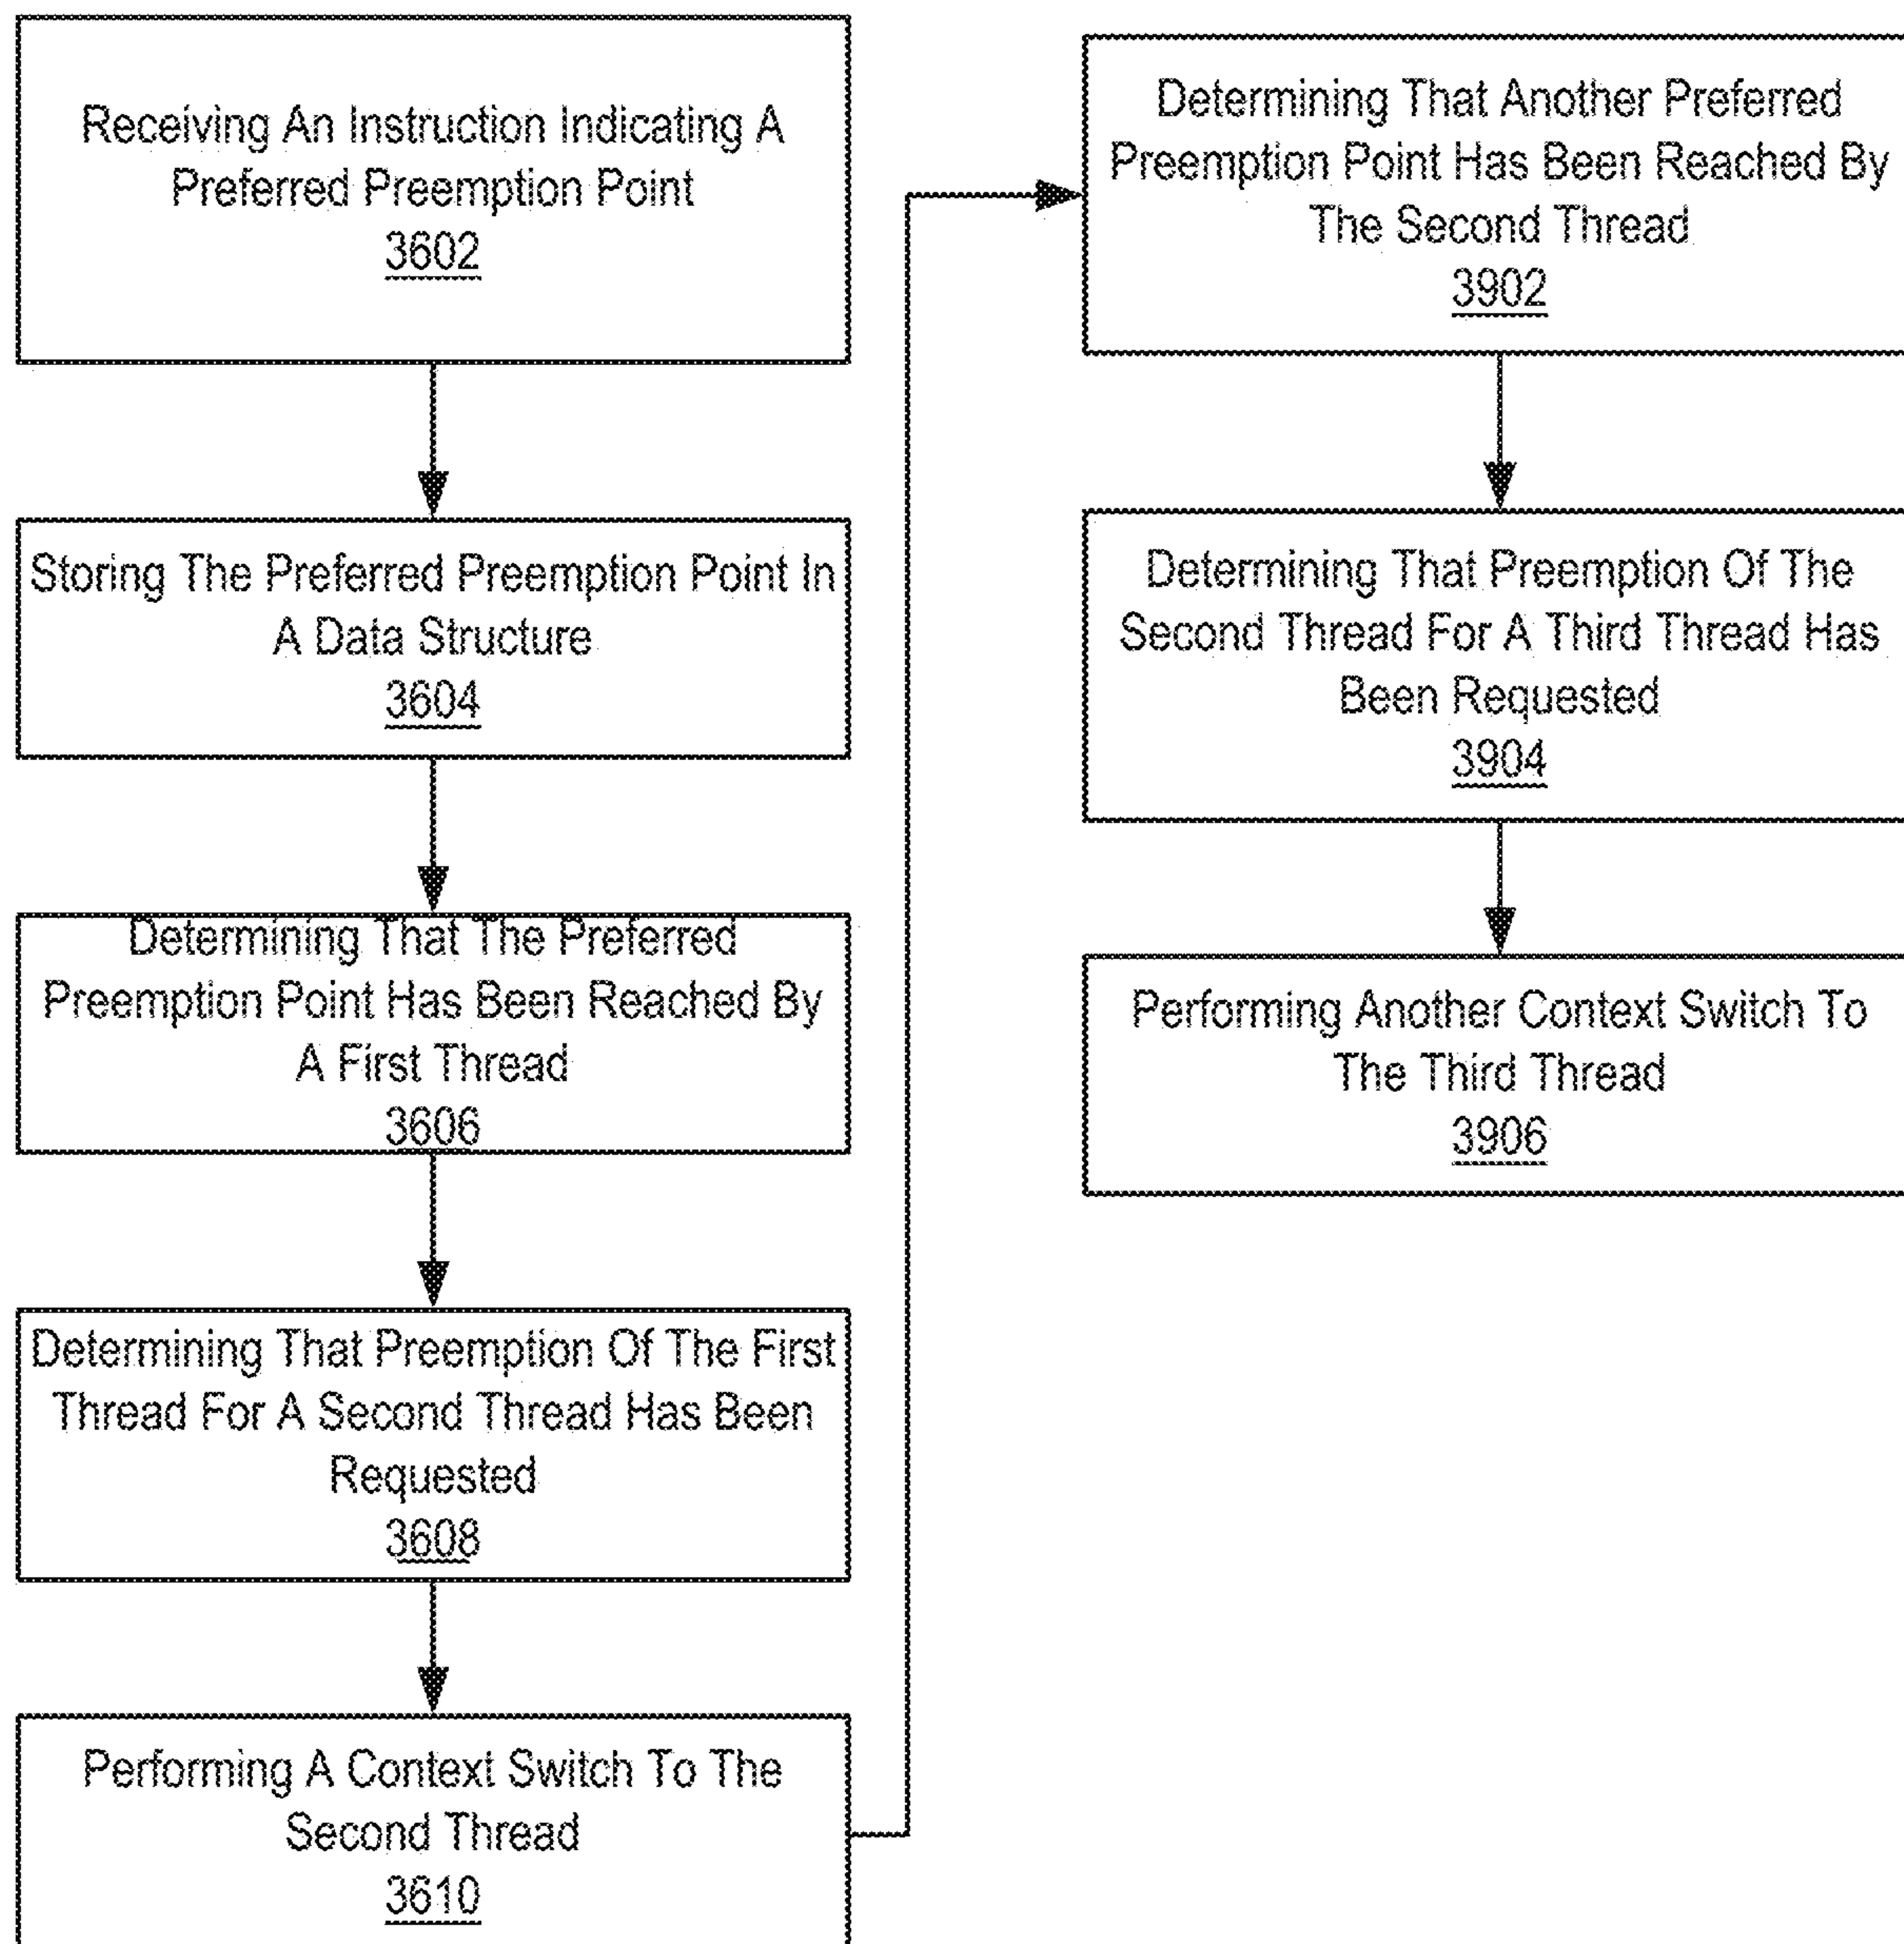 Receiving An Instruction Indicating A
Preferred Preemption Point
3602
Storing The Preferred Preemption Point In
A Data Structure
3604
Determining That The Preferred
Preemption Point Has Been Reached By
A First Thread
3606
Determining That Preemption Of The First
Thread For A Second Thread Has Been
Requested
3608
Performing A Context Switch To The
Second Thread
3610
Determining That Another Preferred
Preemption Point Has Been Reached By
The Second Thread
3902
Determining That Preemption Of The
Second Thread For A Third Thread Has
Been Requested
3904
Performing Another Context Switch To
The Third Thread
3906